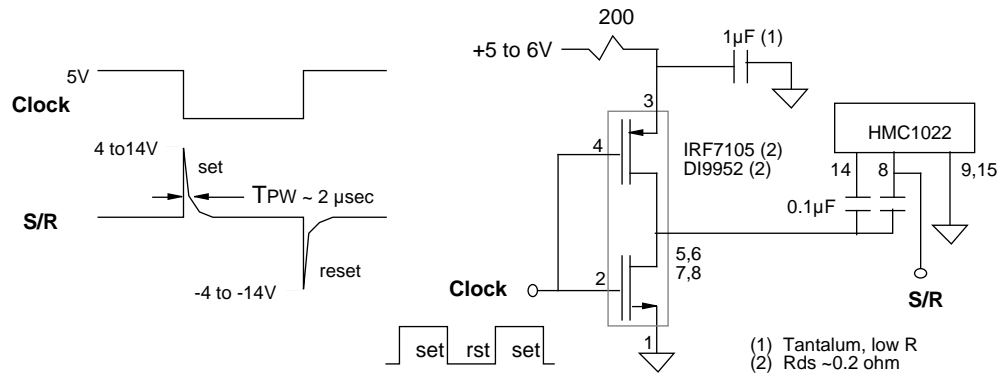 5V
Clock
4 to14V
set
TPW ~ 2 µsec
S/R
reset
-4 to -14V
200
+5 to 6V
1µF (1)
3
4
IRF7105 (2)
DI9952 (2)
HMC1022
14
8
9,15
0.1µF
5,6
7,8
2
Clock
S/R
1
set
rst
set
(1) Tantalum, low R
(2) Rds ~0.2 ohm